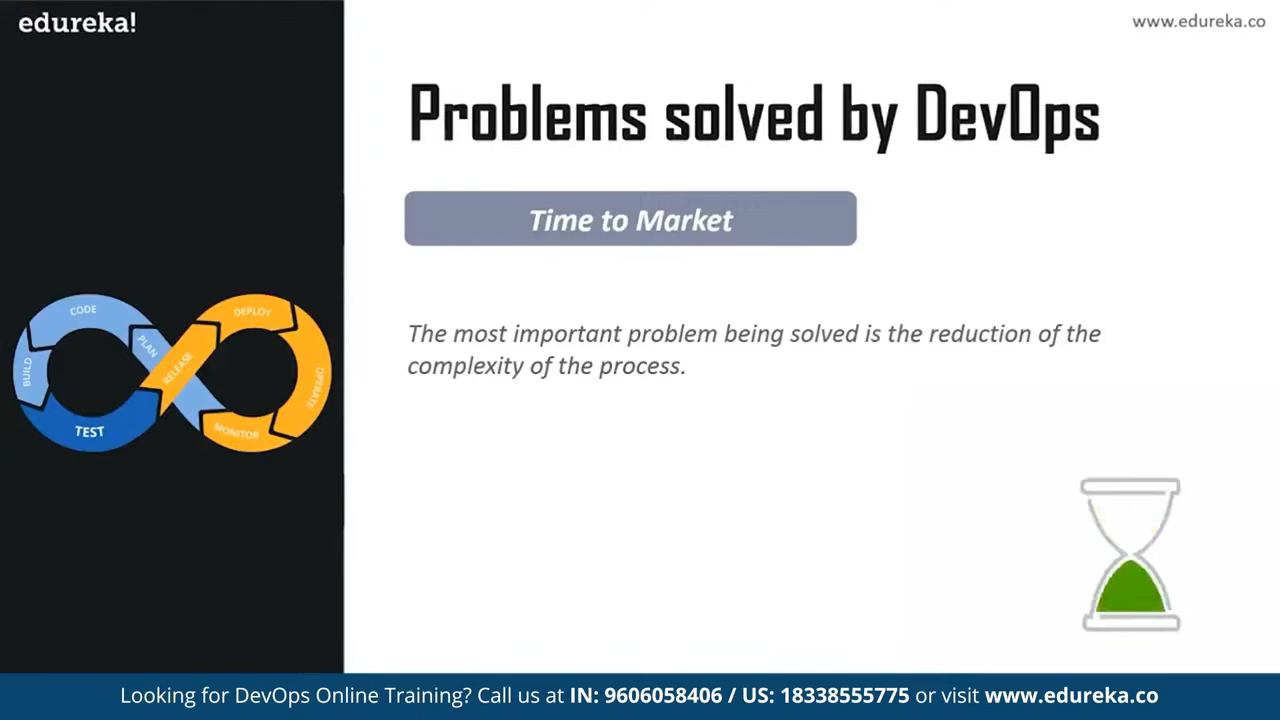 edureka!
www.edureka.co
Problems solved by DevOps
Time to Market
The most important problem being solved is the reduction of the
complexity of the process.
CODE
DEPLOY
PLAN
RELEASE
BUILD
OPERATE
TEST
MONITOR
Looking for DevOps Online Training? Call us at IN: 9606058406 / US: 18338555775 or visit www.edureka.co